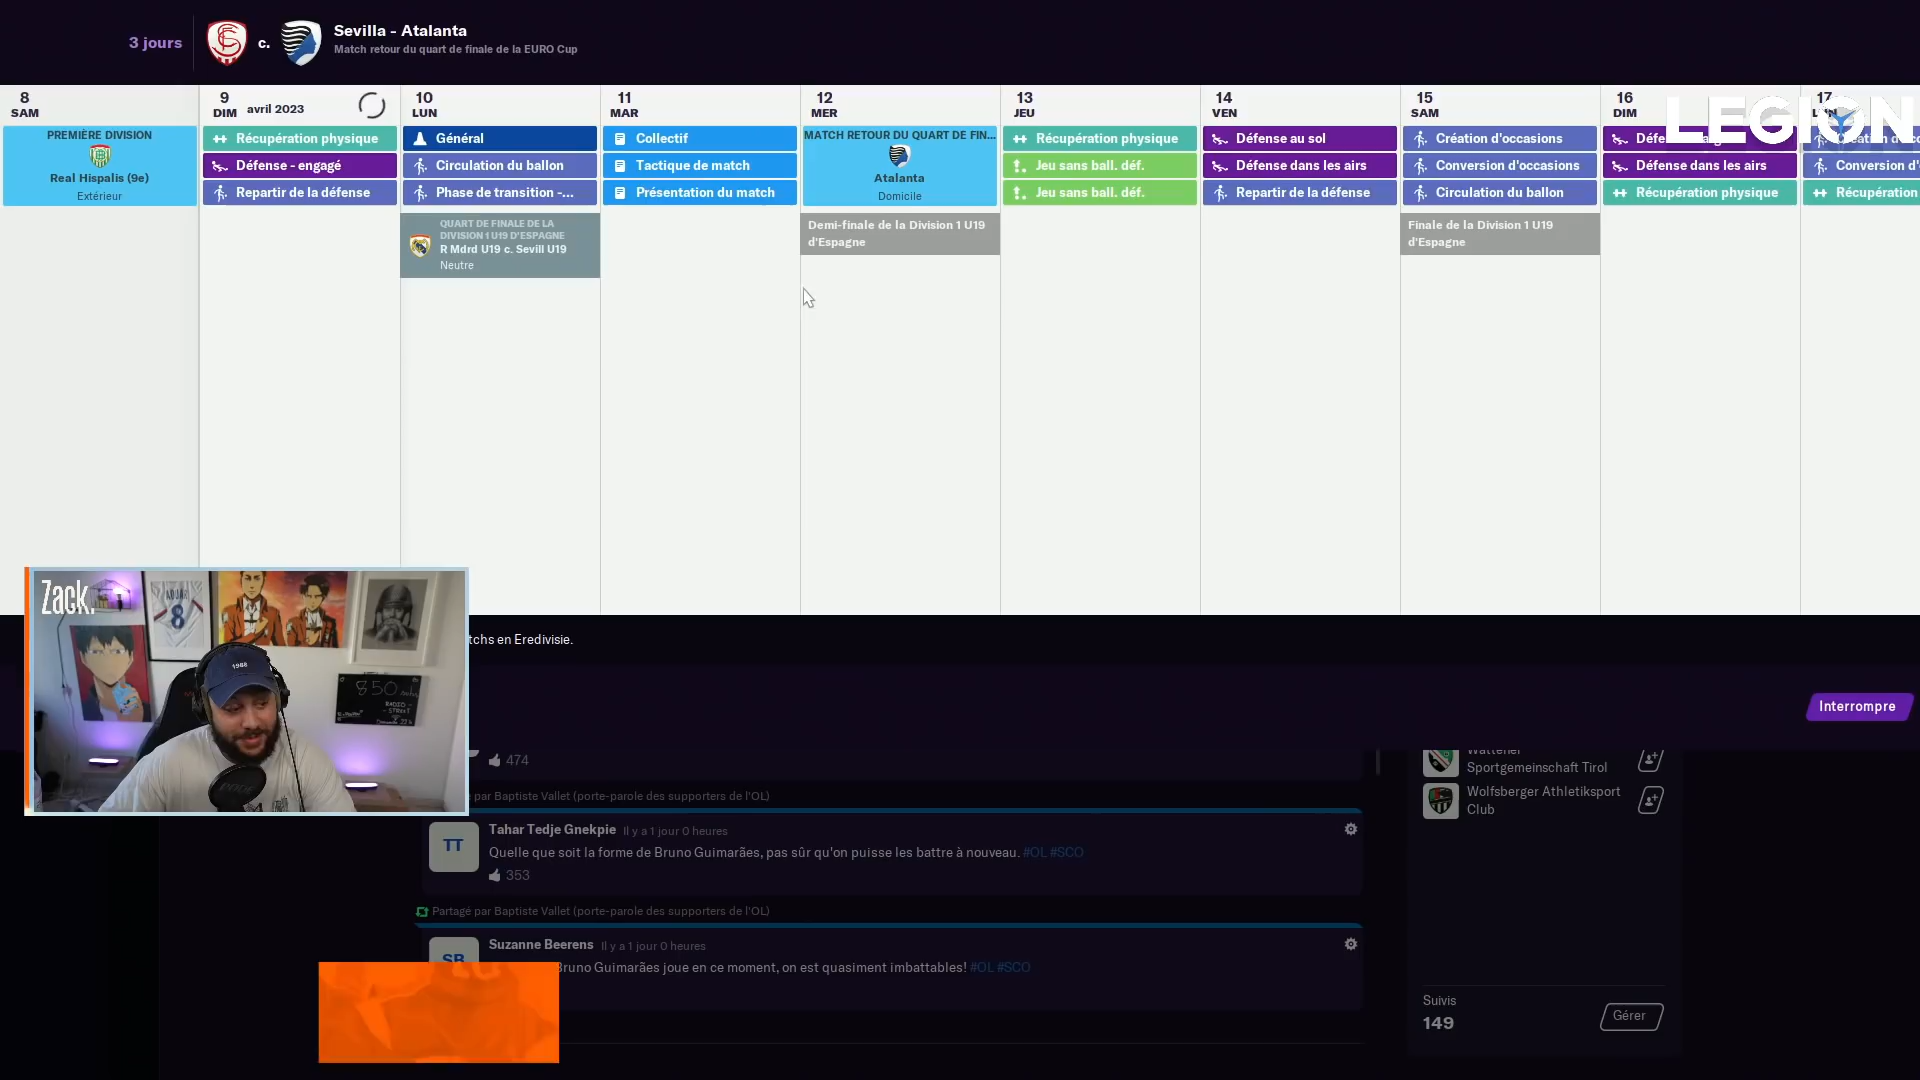 3 jours
c.
Sevilla - Atalanta
Match retour du quart de finale de la EURO Cup
8
SAM
9
DIM
avril 2023
10
LUN
11
MAR
12
MER
13
JEU
14
VEN
15
SAM
16
DIM
17
LEGION
PREMIÈRE DIVISION
Real Hispalis (9e)
Extérieur
Récupération physique
Défense - engagé
Repartir de la défense
Général
Circulation du ballon
Phase de transition -...
QUART DE FINALE DE LA
DIVISION 1 U19 D'ESPAGNE
R Mdrd U19 c. Sevill U19
Neutre
Collectif
Tactique de match
Présentation du match
MATCH RETOUR DU QUART DE FIN...
Atalanta
Domicile
Demi-finale de la Division 1 U19
d'Espagne
Récupération physique
Jeu sans ball. déf.
Jeu sans ball. déf.
Défense au sol
Défense dans les airs
Repartir de la défense
Création d'occasions
Conversion d'occasions
Circulation du ballon
Finale de la Division 1 U19
d'Espagne
Défense dans les airs
Récupération physique
Conversion d'
Récupération
Zack.
AOUAR
8
1988
850
RADIO
STREET
tchs en Eredivisie.
Interrompre
474
par Baptiste Vallet (porte-parole des supporters de l'OL)
TT
Tahar Tedje Gnekpie Il y a 1 jour 0 heures
Quelle que soit la forme de Bruno Guimarães, pas sûr qu'on puisse les battre à nouveau. #OL #SCO
353
Partagé par Baptiste Vallet (porte-parole des supporters de l'OL)
SB
Suzanne Beerens Il y a 1 jour 0 heures
Bruno Guimarães joue en ce moment, on est quasiment imbattables! #OL #SCO
Wattener
Sportgemeinschaft Tirol
Wolfsberger Athletiksport
Club
Suivis
149
Gérer